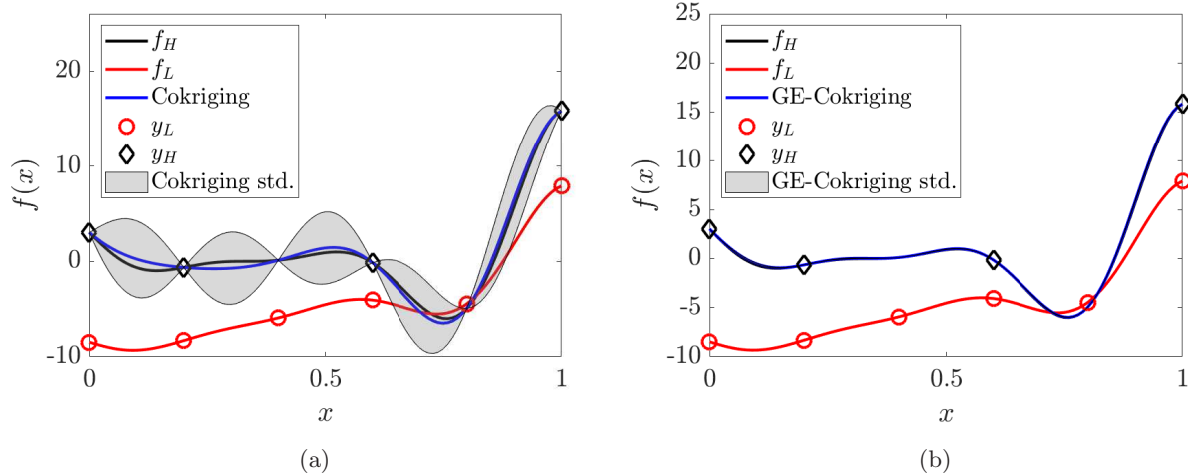 f_H
f_L
Cokriging
y_L
y_H
Cokriging std.
20
10
0
-10
f(x)
0
0.5
1
x
(a)
f_H
f_L
GE-Cokriging
y_L
y_H
GE-Cokriging std.
25
20
15
10
5
0
-5
-10
f(x)
0
0.5
1
x
(b)